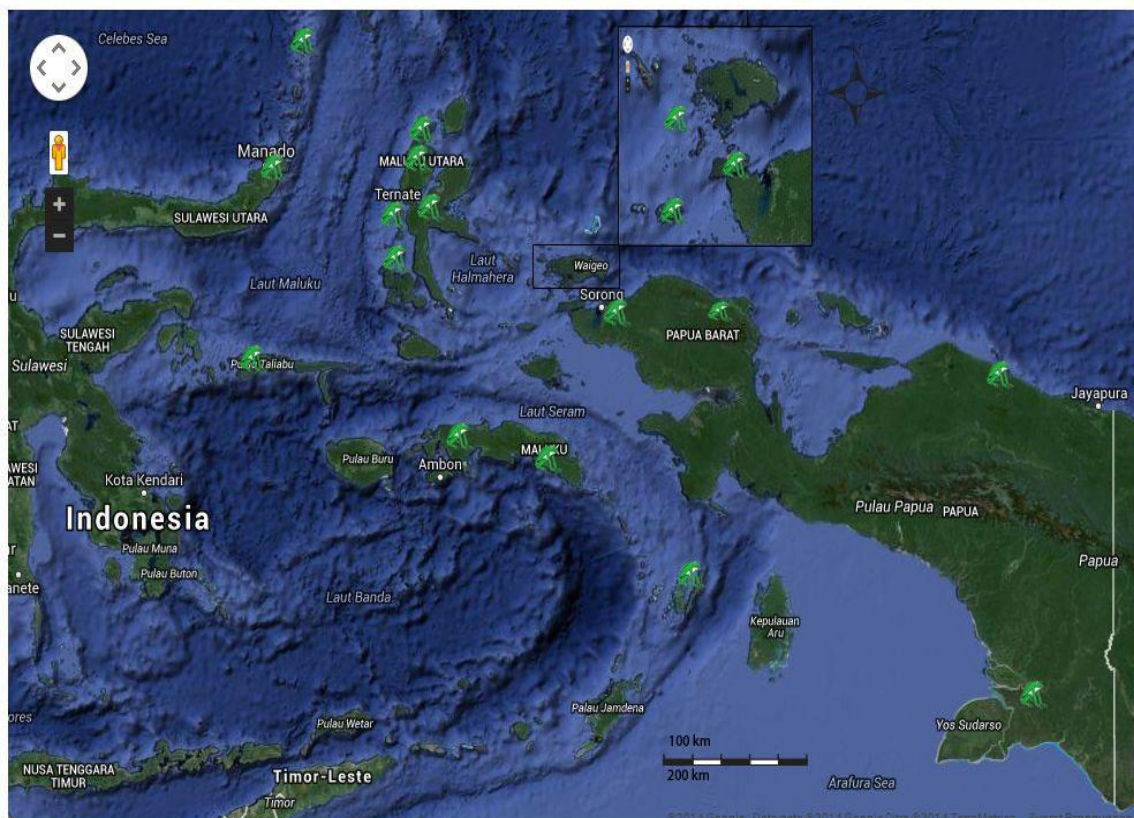 Celebes Sea
Manado
MALUKU UTARA
Ternate
SULAWESI UTARA
Laut
Halmahera
Waigeo
Laut Maluku
Sorong
SULAWESI
TENGAH
PAPUA BARAT
Sulawesi
Pulau Taliabu
Jayapura
Laut Seram
Pulau Buru
MALUKU
Ambon
Kota Kendari
Pulau Papua
PAPUA
Indonesia
Pulau Muna
Papua
Pulau Buton
anete
Laut Banda
Kepulauan
Aru
Palau Jamdena
Pulau Wetar
Yos Sudarso
100 km
200 km
NUSA TENGGARA
TIMUR
Timor-Leste
Timor
Arafura Sea